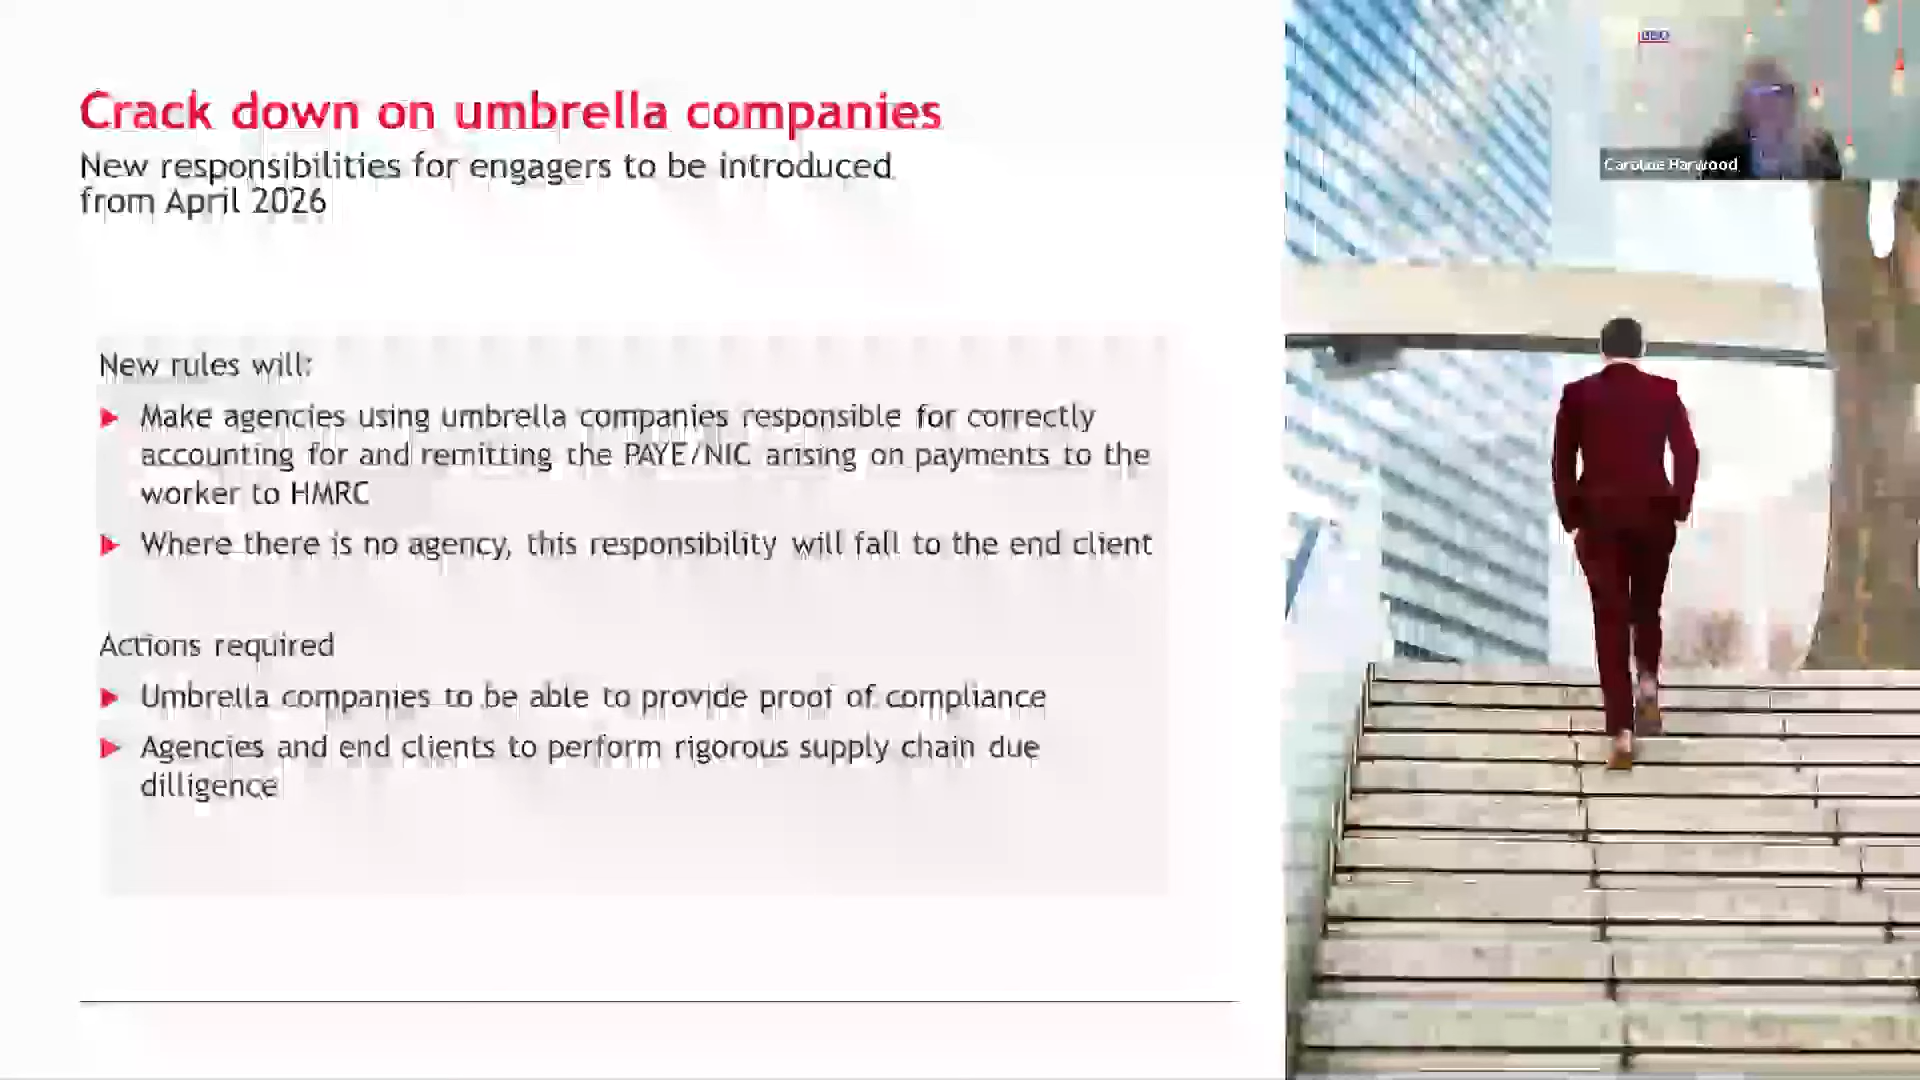 Crack down on umbrella companies
New responsibilities for engagers to be introduced
from April 2026
New rules will:
Make agencies using umbrella companies responsible for correctly
accounting for and remitting the PAYE/NIC arising on payments to the
worker to HMRC
Where there is no agency, this responsibility will fall to the end client
Actions required
Umbrella companies to be able to provide proof of compliance
Agencies and end clients to perform rigorous supply chain due
dilligence
BDO
Caroline Harwood